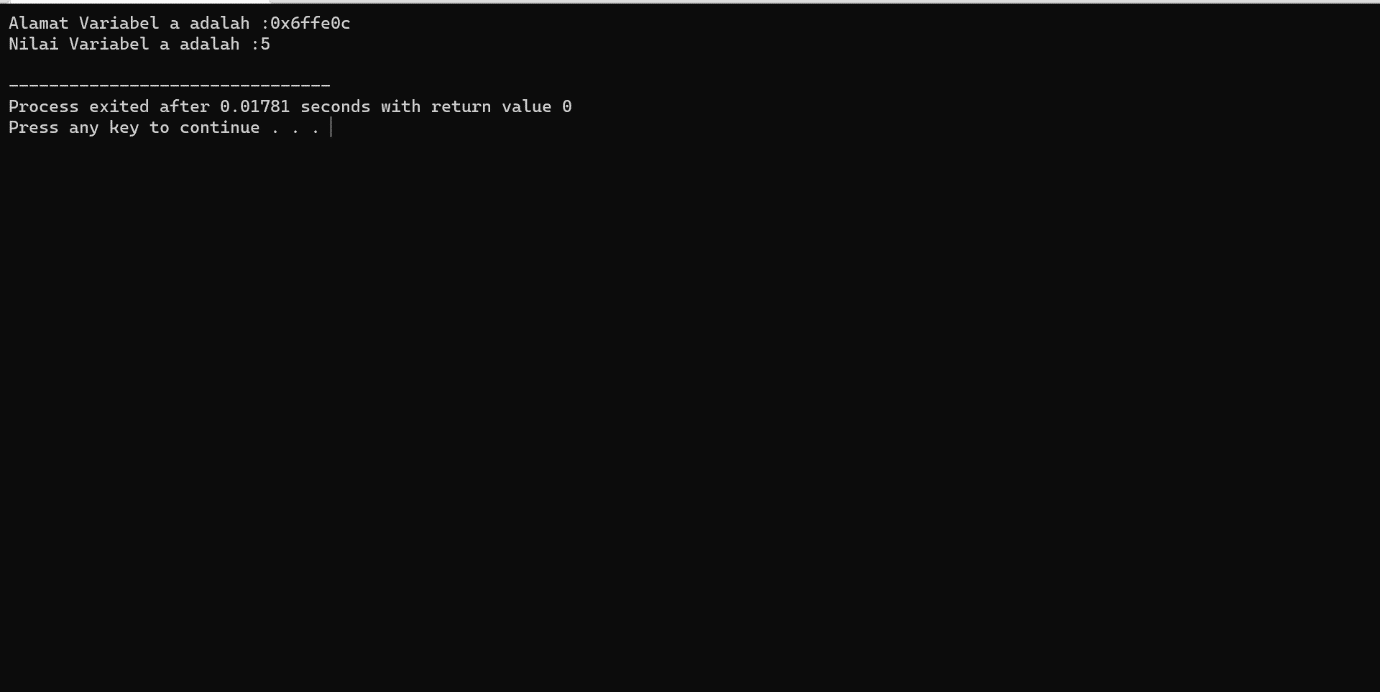 Alamat Variabel a adalah :0x6ffe0c
Nilai Variabel a adalah :5
--------------------------------
Process exited after 0.01781 seconds with return value 0
Press any key to continue . . .